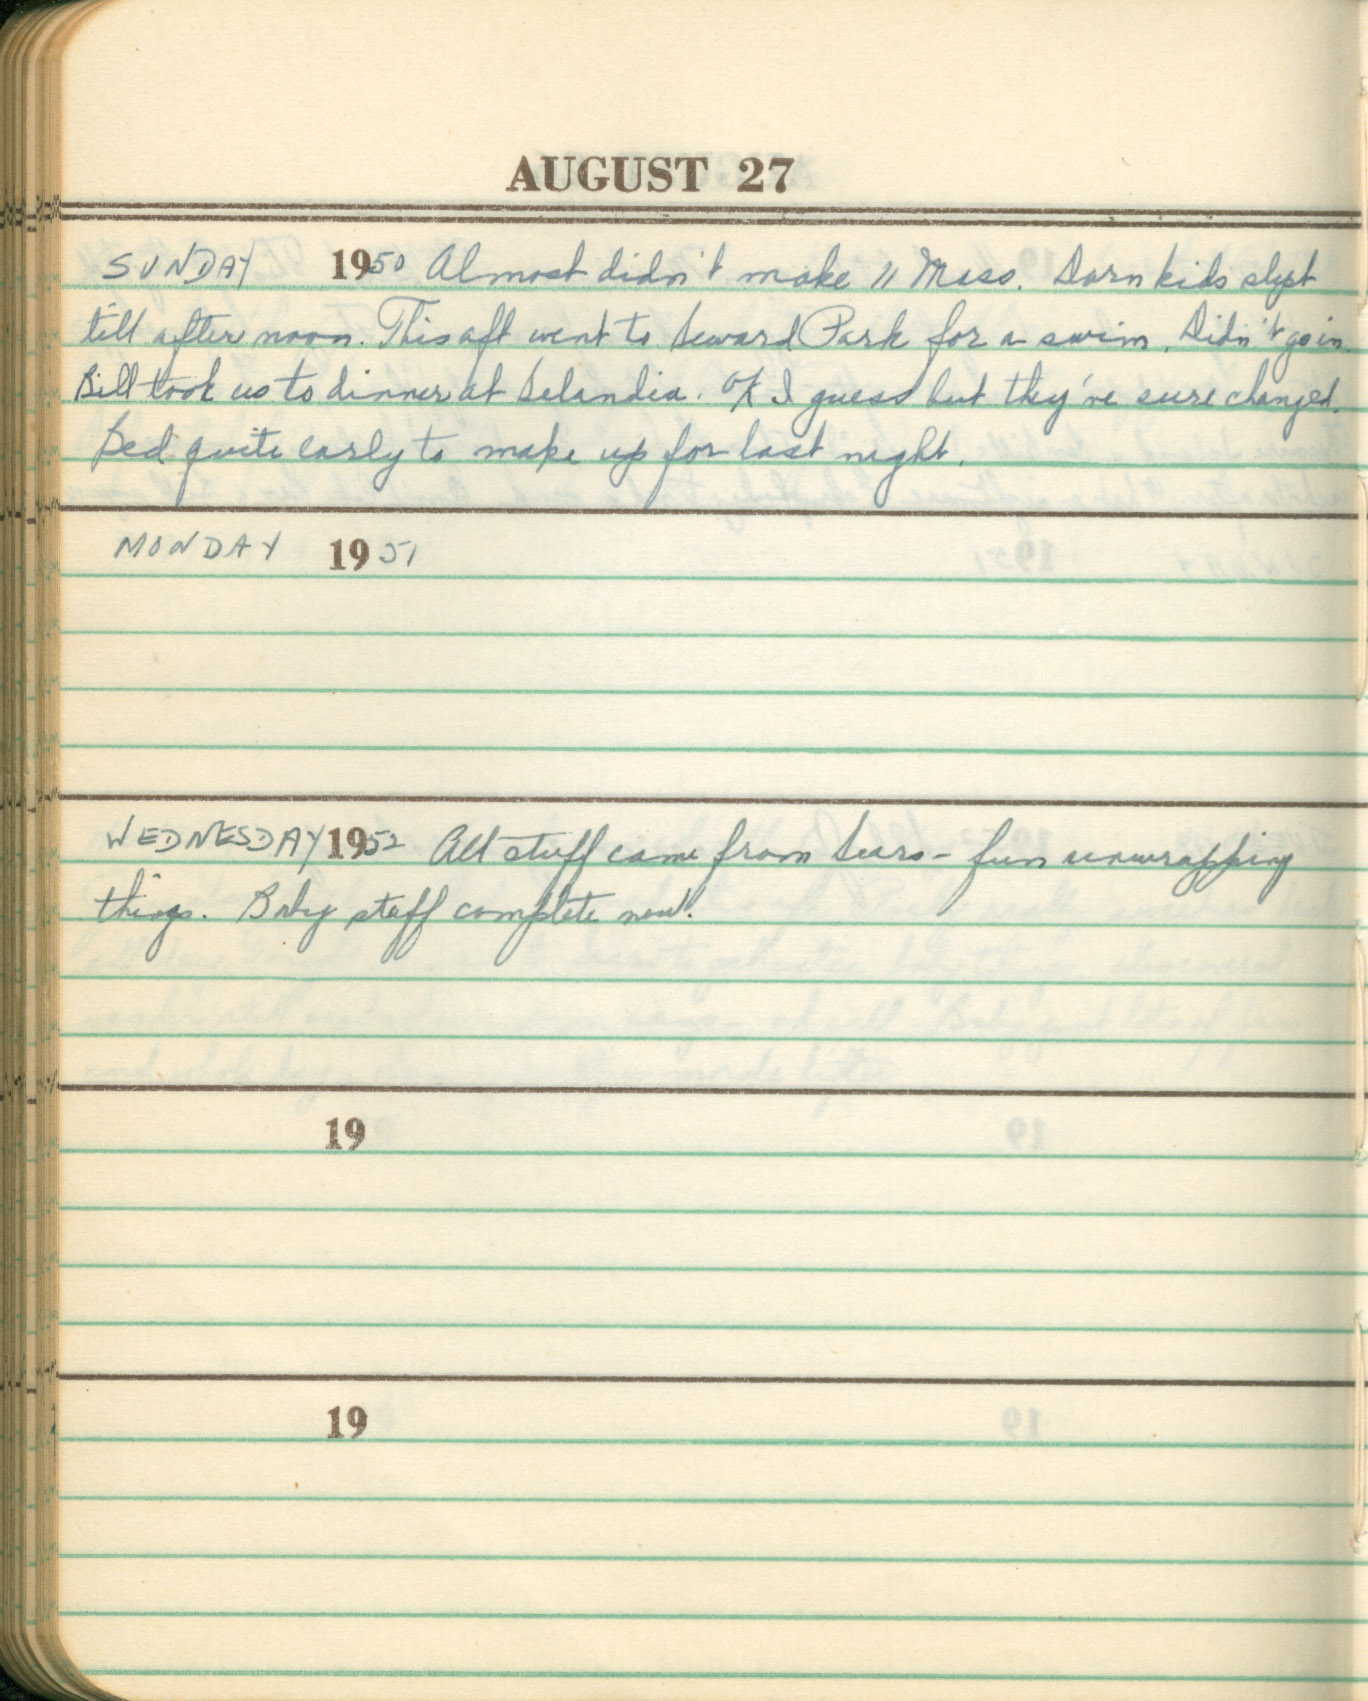 AUGUST 27
SUNDAY 1950 Almost didn't make 11 Mass. Darn kids slept
till after noon. This aft went to Seward Park for a swim. Didn't go in.
Bill took us to dinner at Selandia. OK I guess but they've sure changed.
Bed quite early to make up for last night.
MONDAY 1951
WEDNESDAY 1952 All stuff came from Sears - fun unwrapping
things. Baby stuff complete now.
19
19